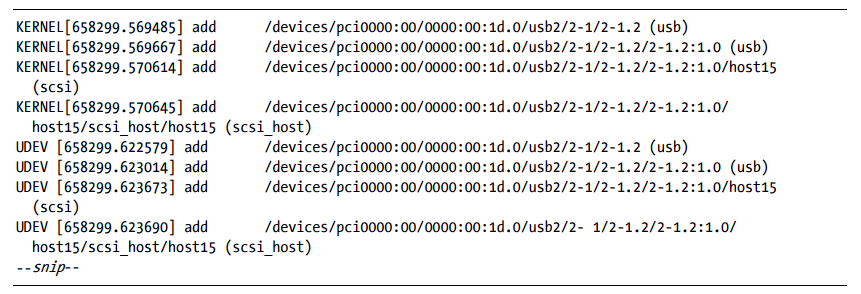 KERNEL[658299.569485] add      /devices/pci0000:00/0000:00:1d.0/usb2/2-1/2-1.2 (usb)
KERNEL[658299.569667] add      /devices/pci0000:00/0000:00:1d.0/usb2/2-1/2-1.2/2-1.2:1.0 (usb)
KERNEL[658299.570614] add      /devices/pci0000:00/0000:00:1d.0/usb2/2-1/2-1.2/2-1.2:1.0/host15
  (scsi)
KERNEL[658299.570645] add      /devices/pci0000:00/0000:00:1d.0/usb2/2-1/2-1.2/2-1.2:1.0/
  host15/scsi_host/host15 (scsi_host)
UDEV [658299.622579] add       /devices/pci0000:00/0000:00:1d.0/usb2/2-1/2-1.2 (usb)
UDEV [658299.623014] add       /devices/pci0000:00/0000:00:1d.0/usb2/2-1/2-1.2/2-1.2:1.0 (usb)
UDEV [658299.623673] add       /devices/pci0000:00/0000:00:1d.0/usb2/2-1/2-1.2/2-1.2:1.0/host15
  (scsi)
UDEV [658299.623690] add       /devices/pci0000:00/0000:00:1d.0/usb2/2- 1/2-1.2/2-1.2:1.0/
  host15/scsi_host/host15 (scsi_host)
--snip--